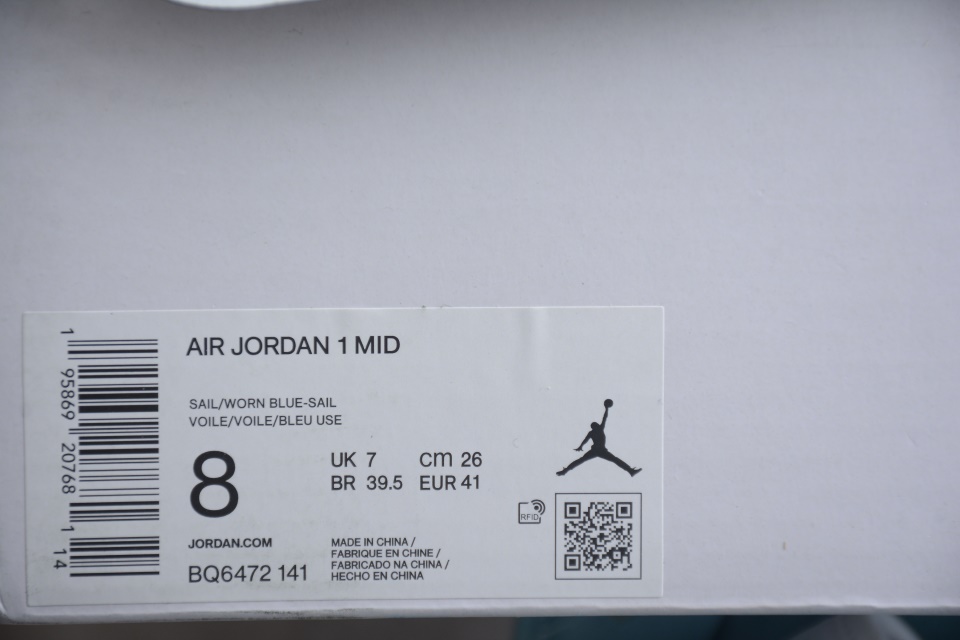 AIR JORDAN 1 MID
SAIL/WORN BLUE-SAIL
VOILE/VOILE/BLEU USE
8
UK 7 cm 26
BR 39.5 EUR 41
JORDAN.COM
BQ6472 141
MADE IN CHINA /
FABRIQUE EN CHINE /
FABRICADO NA CHINA /
HECHO EN CHINA
RFID
1 95869 20768 1 14